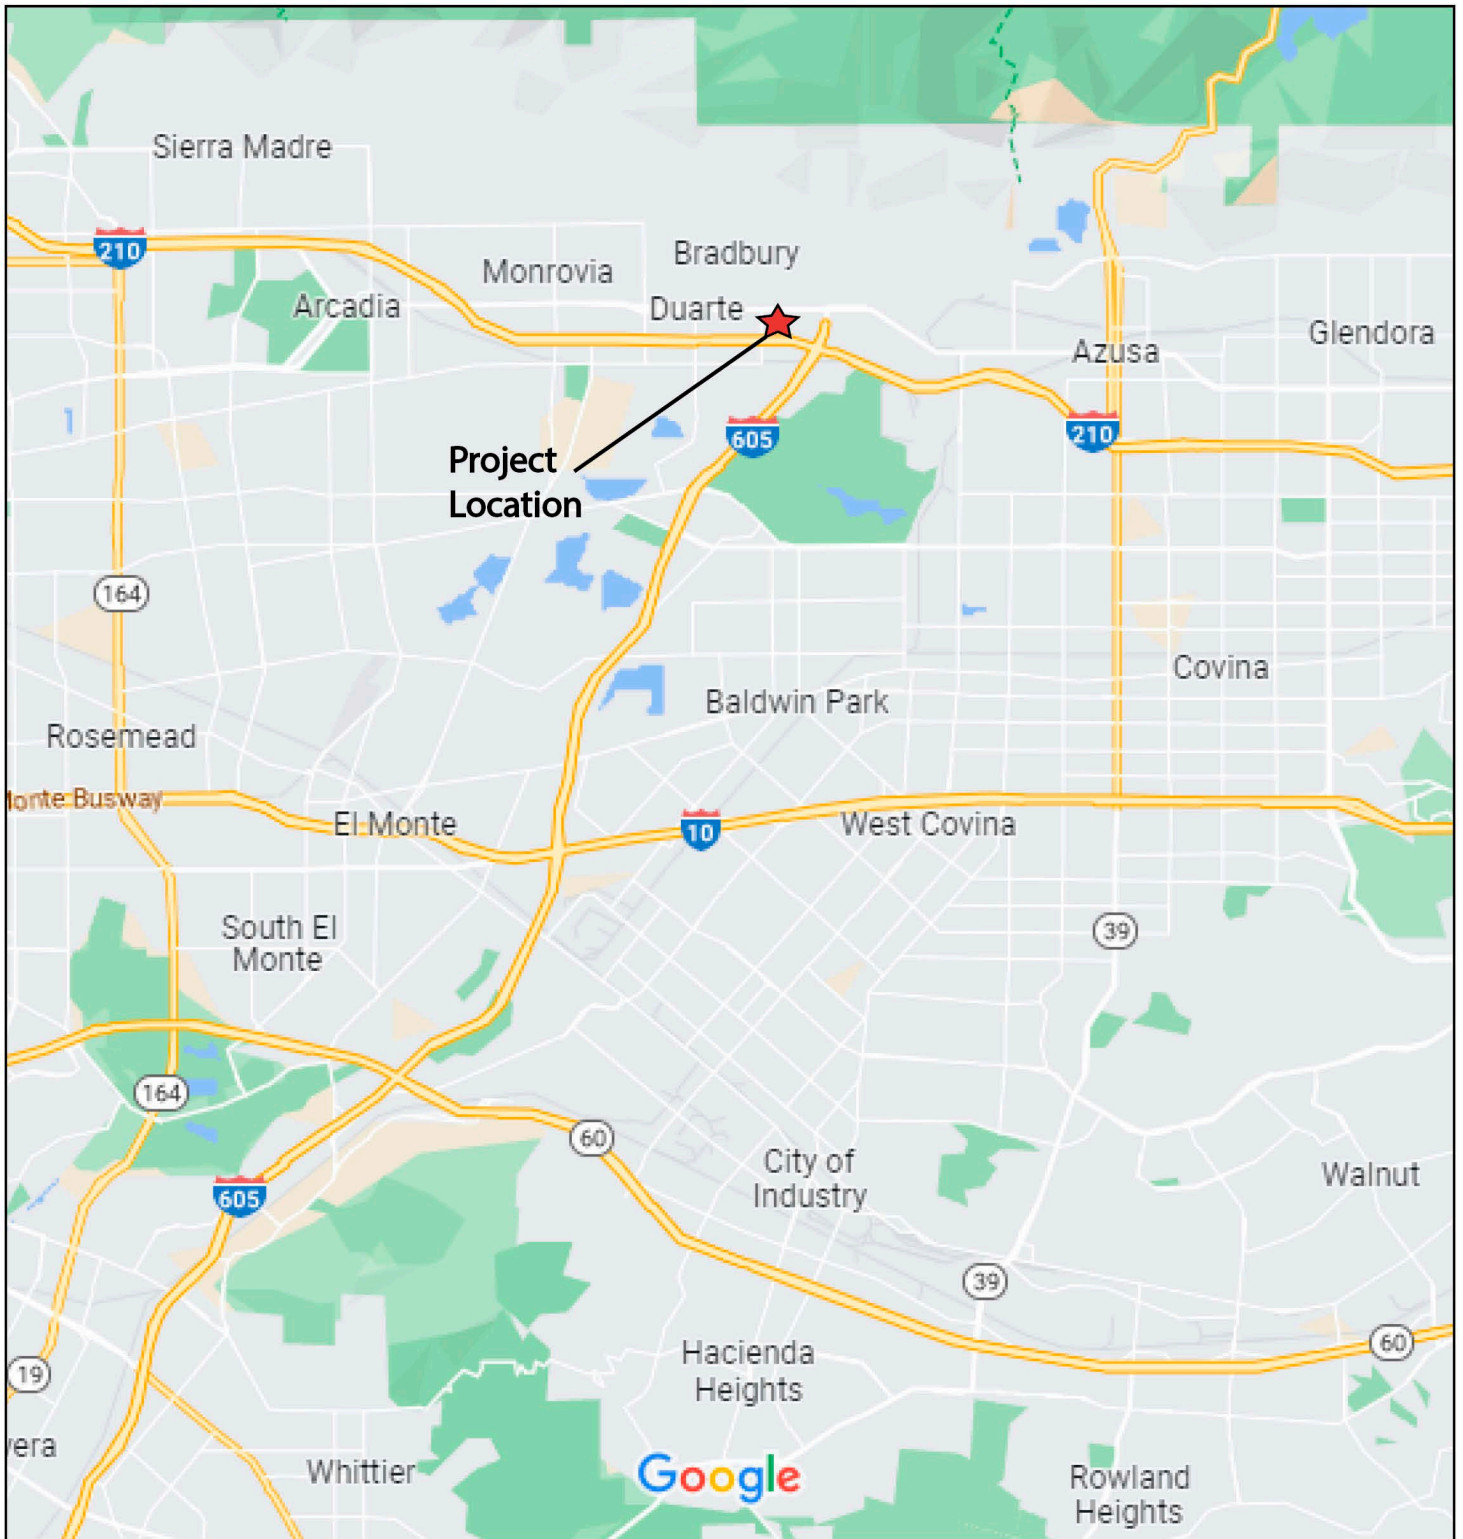 Sierra Madre
210
Bradbury
Monrovia
Arcadia
Duarte
Glendora
Azusa
605
210
Project
Location
164
Covina
Baldwin Park
Rosemead
Monte Busway
El Monte
10
West Covina
South El
Monte
39
164
60
City of
Industry
Walnut
605
39
60
Hacienda
Heights
19
vera
Whittier
Google
Rowland
Heights